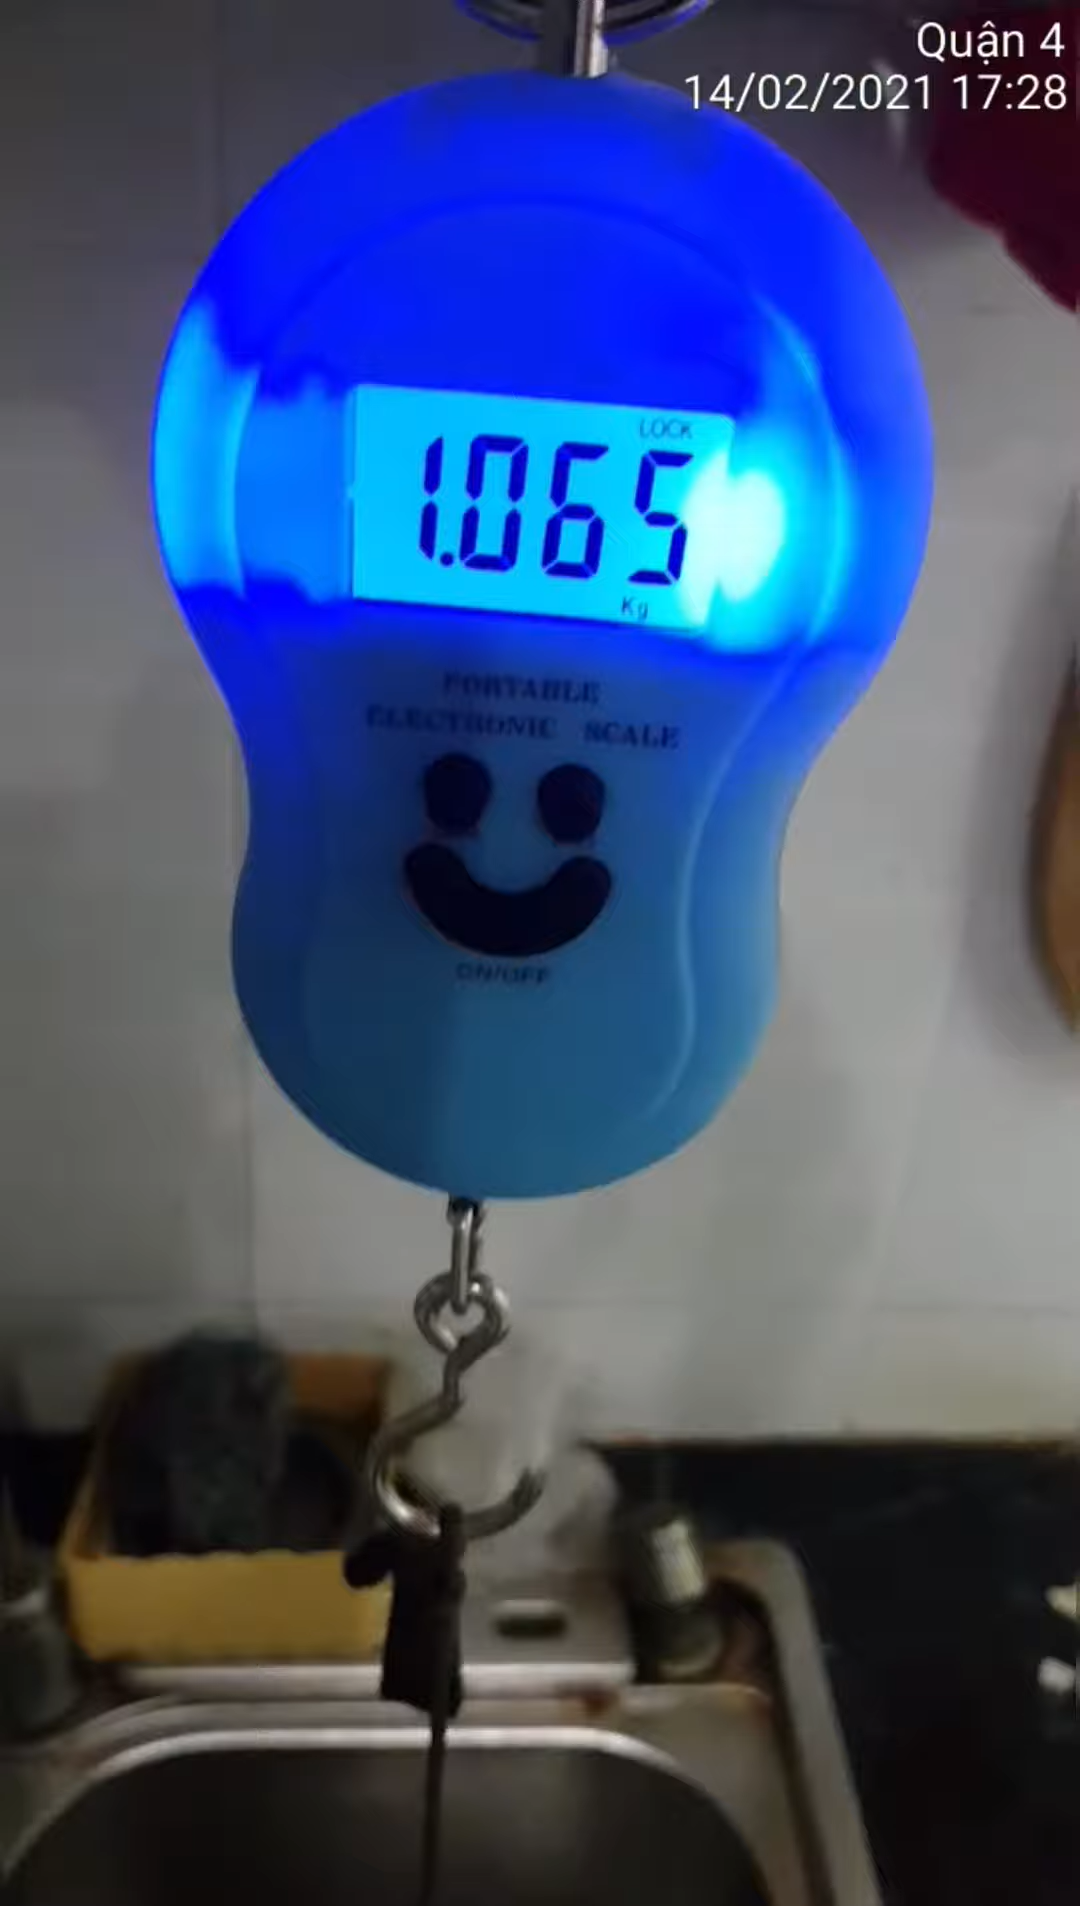 Quận 4
14/02/2021 17:28
LOCK
1.065
Kg
PORTABLE
ELECTRONIC SCALE
ON/OFF